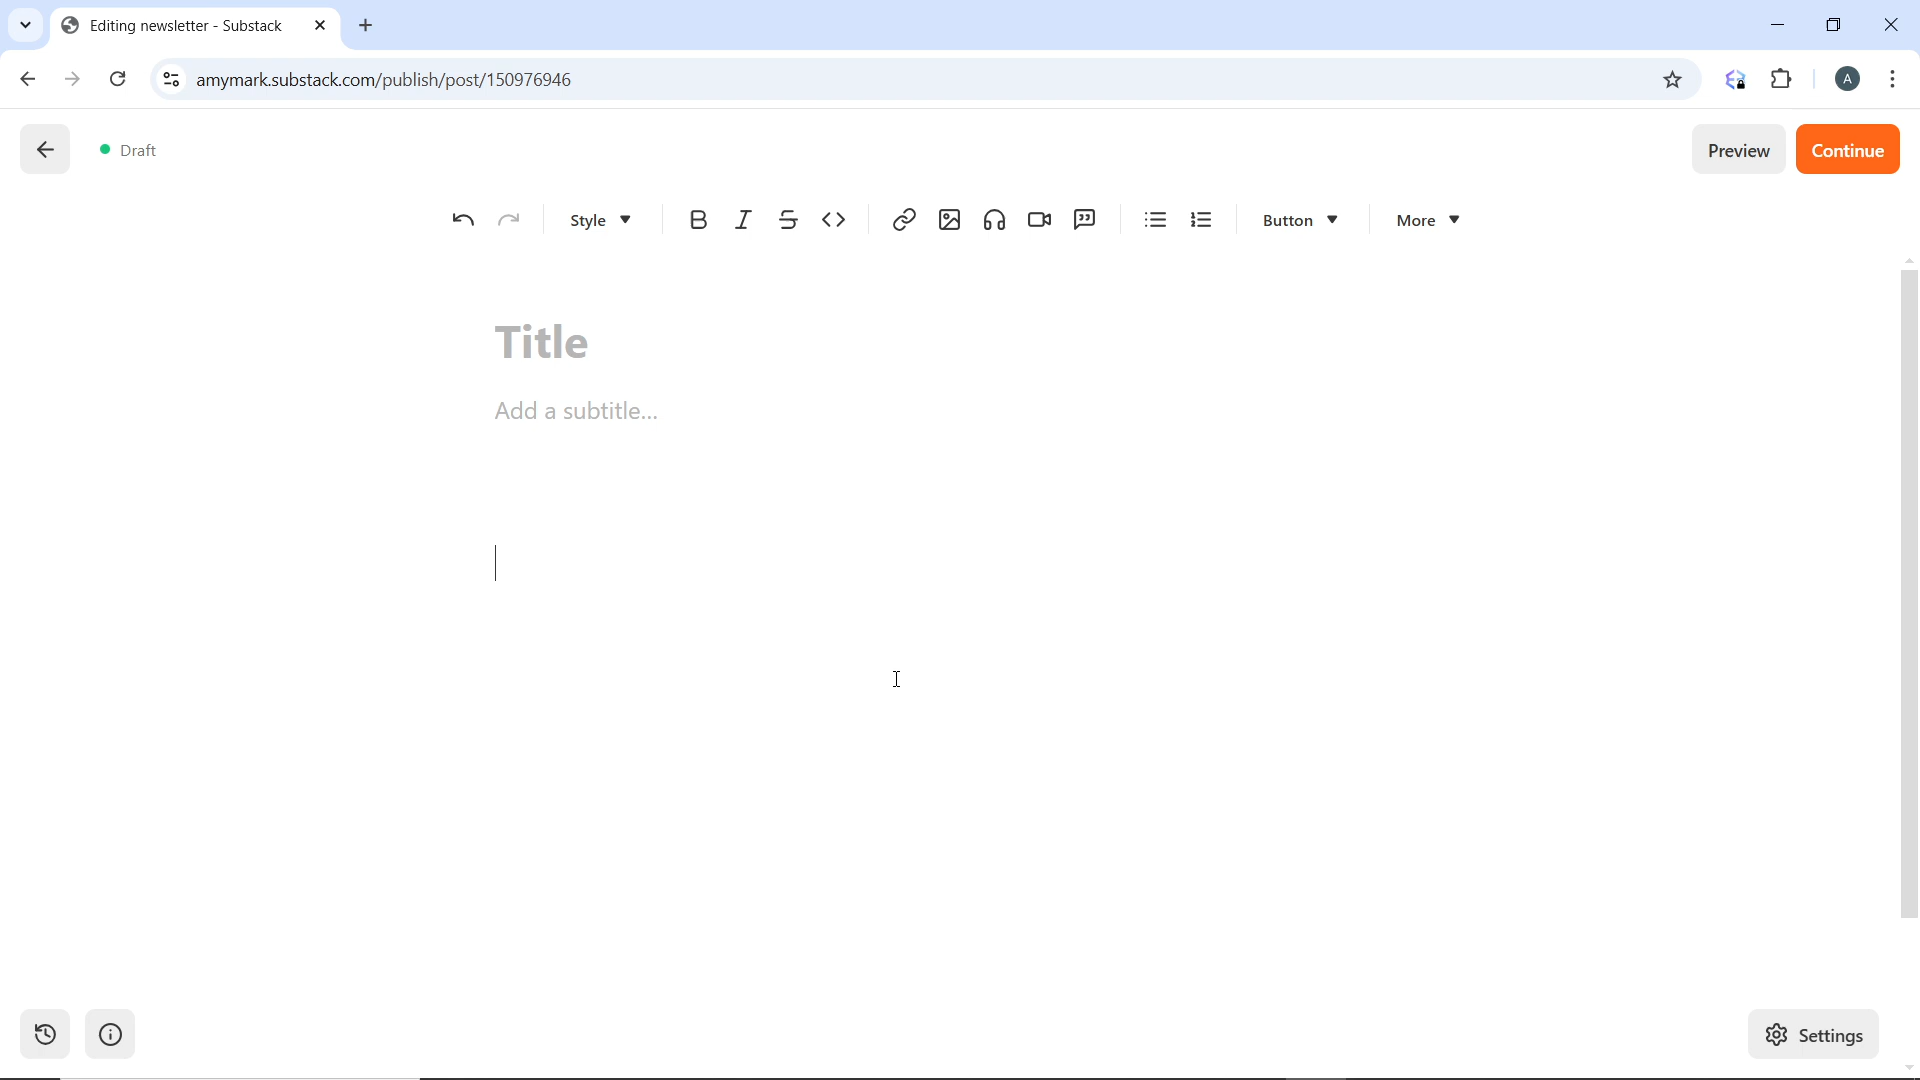 Editing newsletter - Substack
amymark.substack.com/publish/post/150976946
A
Draft
Preview
Continue
Style
Button
More
Title
Add a subtitle...
Settings